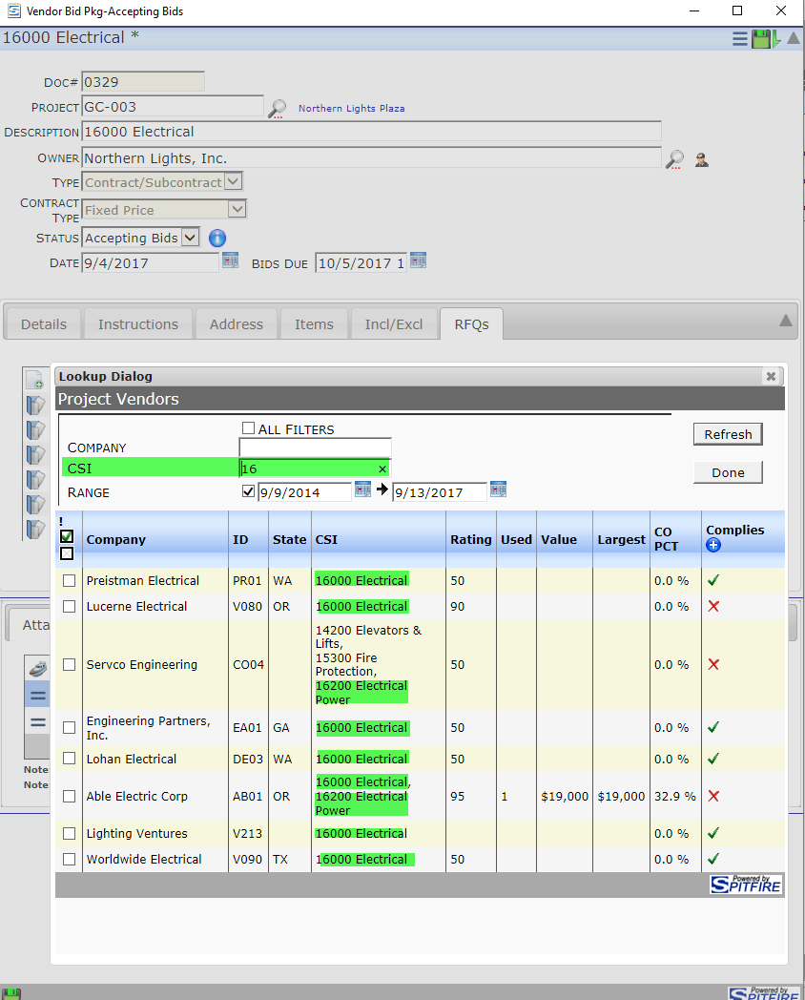 Vendor Bid Pkg-Accepting Bids
16000 Electrical *
DOC# 0329
PROJECT GC-003 Northern Lights Plaza
DESCRIPTION 16000 Electrical
OWNER Northern Lights, Inc.
TYPE Contract/Subcontract
CONTRACT
TYPE Fixed Price
STATUS Accepting Bids
DATE 9/4/2017 BIDS DUE 10/5/2017 1
Details Instructions Address Items Incl/Excl RFQs
Lookup Dialog
Project Vendors
ALL FILTERS
COMPANY
Refresh
CSI 16 ×
Done
RANGE 9/9/2014 9/13/2017
! Company ID State CSI Rating Used Value Largest CO PCT Complies
Preistman Electrical PR01 WA 16000 Electrical 50 0.0 %
Lucerne Electrical V080 OR 16000 Electrical 90 0.0 %
14200 Elevators &
Lifts,
15300 Fire
Servco Engineering CO04 Protection, 50 0.0 %
16200 Electrical
Power
Engineering Partners,
Inc. EA01 GA 16000 Electrical 50 0.0 %
Lohan Electrical DE03 WA 16000 Electrical 50 0.0 %
16000 Electrical,
Able Electric Corp AB01 OR 16200 Electrical 95 1 $19,000 $19,000 32.9 %
Power
Lighting Ventures V213 16000 Electrical 0.0 %
Worldwide Electrical V090 TX 16000 Electrical 50 0.0 %
Powered by
SPITFIRE
Atta
Note
Note
Powered by
SPITFIRE